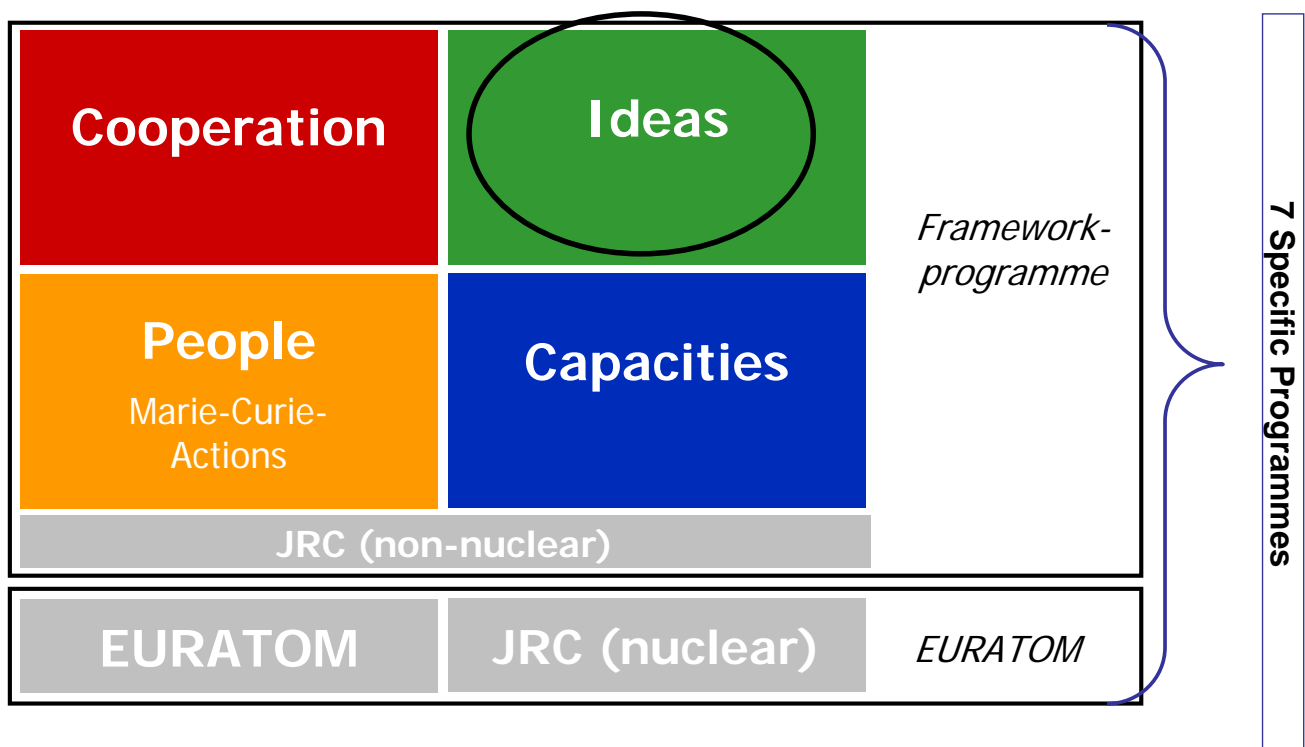 Cooperation
Ideas
Framework-
programme
People
Marie-Curie-
Actions
Capacities
JRC (non-nuclear)
EURATOM
JRC (nuclear)
EURATOM
7 Specific Programmes